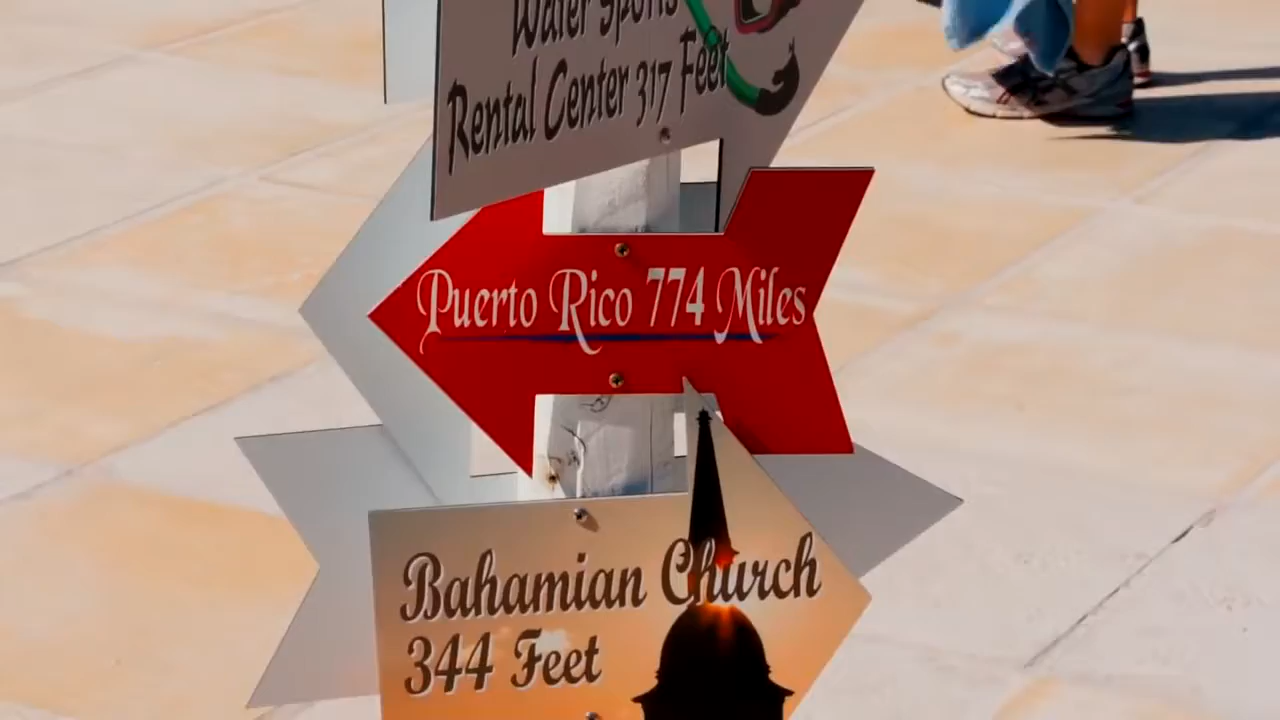 Water Sports
Rental Center 317 Feet
Puerto Rico 774 Miles
Bahamian Church
344 Feet